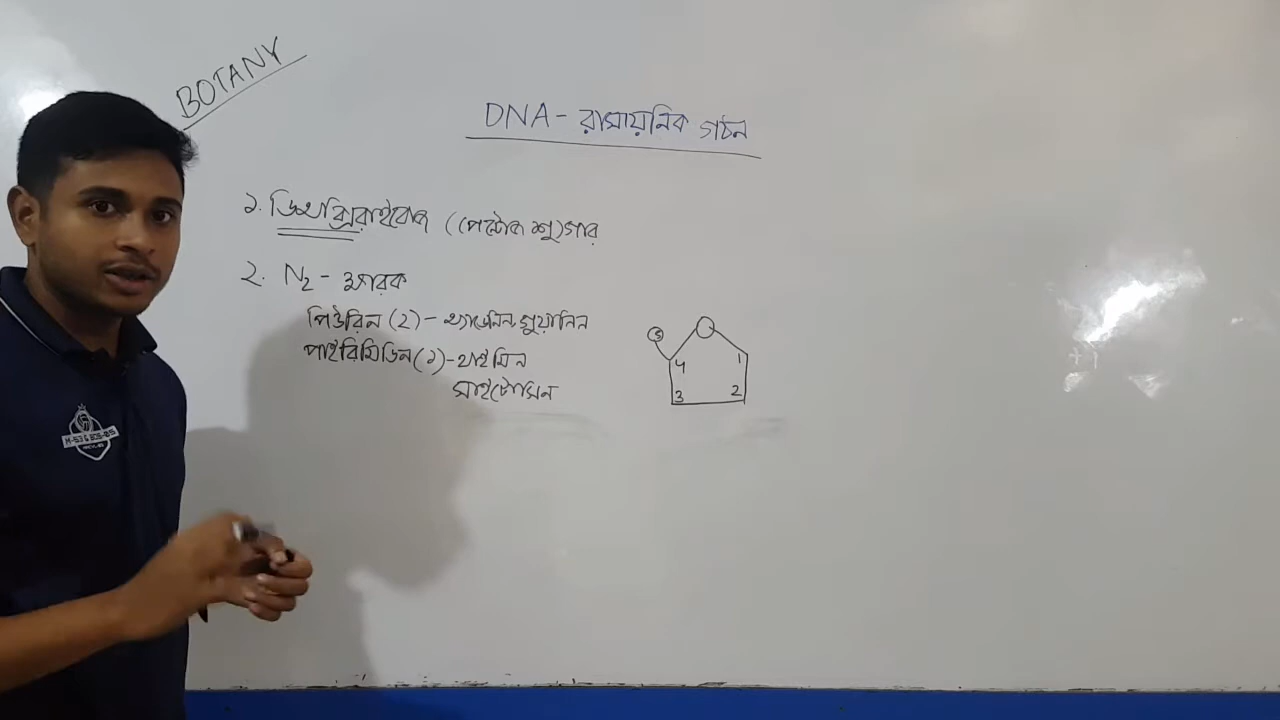 BOTANY
DNA - রাসায়নিক গঠন
১. ডিঅক্সিরাইবোজ (পেন্টোজ শ্যুগার
২. N₂ - ক্ষারক
পিউরিন (২) - অ্যাডেনিন, গুয়ানিন
পাইরিমিডিন (১) - থাইমিন
সাইটোসিন
5
4 1
3 2